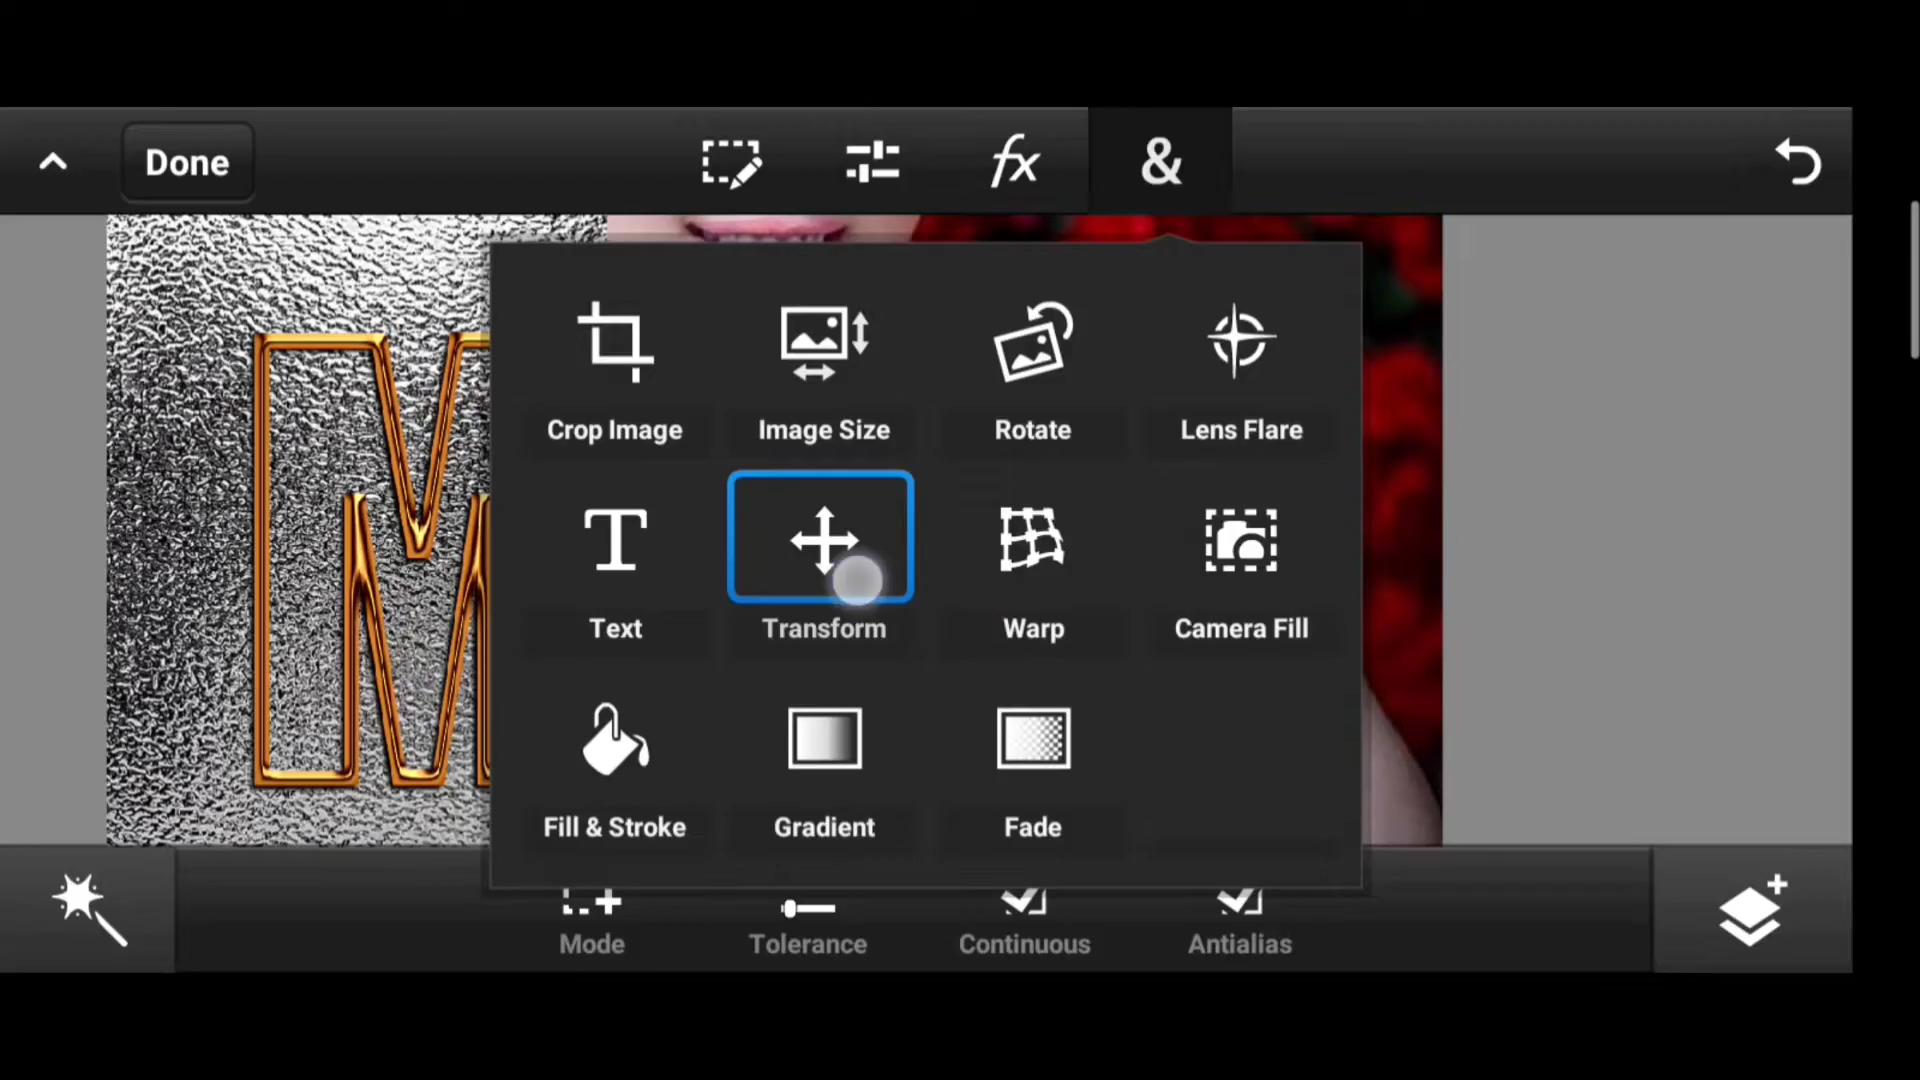 Done fx &
Crop Image Image Size Rotate Lens Flare
T
Text Transform Warp Camera Fill
Fill & Stroke Gradient Fade
Mode Tolerance Continuous Antialias
M